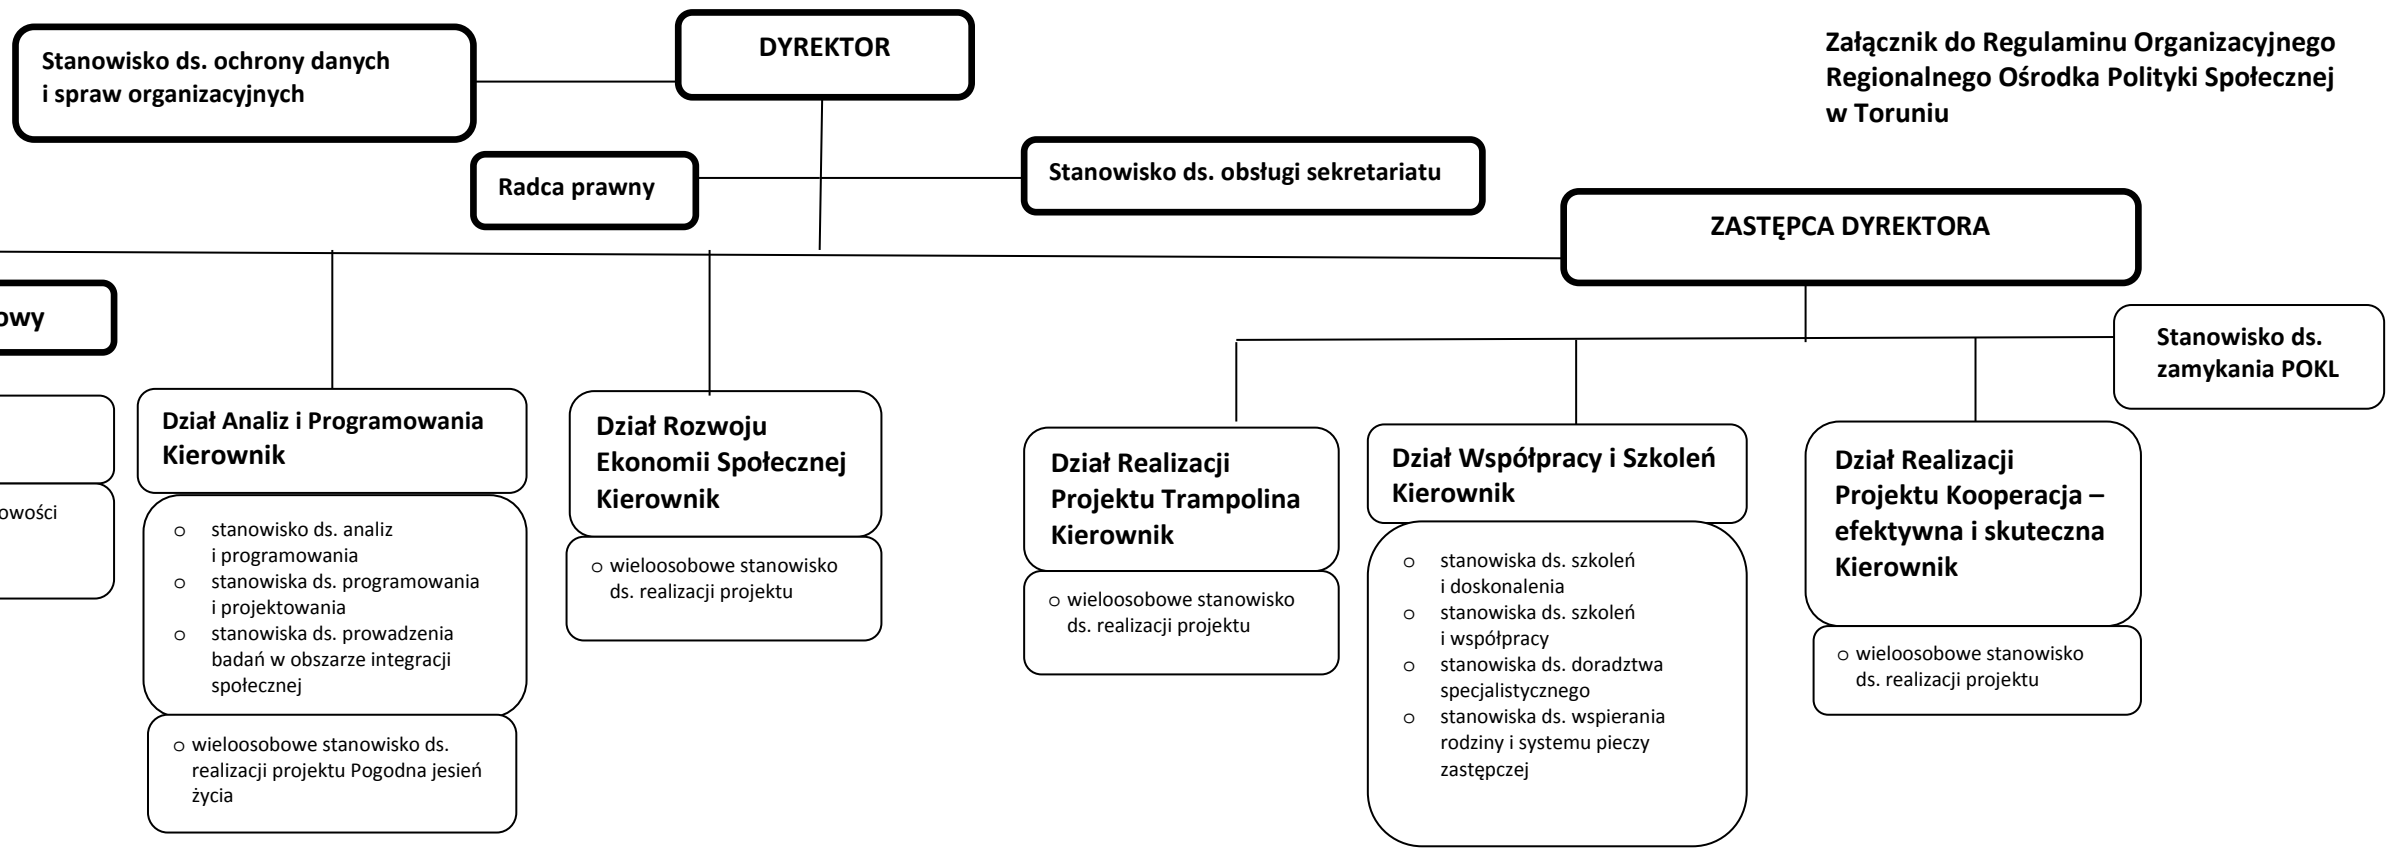 Stanowisko ds. ochrony danych
i spraw organizacyjnych
DYREKTOR
Załącznik do Regulaminu Organizacyjnego
Regionalnego Ośrodka Polityki Społecznej
w Toruniu
Radca prawny
Stanowisko ds. obsługi sekretariatu
ZASTĘPCA DYREKTORA
Stanowisko ds.
zamykania POKL
Dział Analiz i Programowania
Kierownik
o stanowisko ds. analiz
i programowania
o stanowiska ds. programowania
i projektowania
o stanowiska ds. prowadzenia
badań w obszarze integracji
społecznej
o wieloosobowe stanowisko ds.
realizacji projektu Pogodna jesień
życia
Dział Rozwoju
Ekonomii Społecznej
Kierownik
o wieloosobowe stanowisko
ds. realizacji projektu
Dział Realizacji
Projektu Trampolina
Kierownik
o wieloosobowe stanowisko
ds. realizacji projektu
Dział Współpracy i Szkoleń
Kierownik
o stanowiska ds. szkoleń
i doskonalenia
o stanowiska ds. szkoleń
i współpracy
o stanowiska ds. doradztwa
specjalistycznego
o stanowiska ds. wspierania
rodziny i systemu pieczy
zastępczej
Dział Realizacji
Projektu Kooperacja –
efektywna i skuteczna
Kierownik
o wieloosobowe stanowisko
ds. realizacji projektu